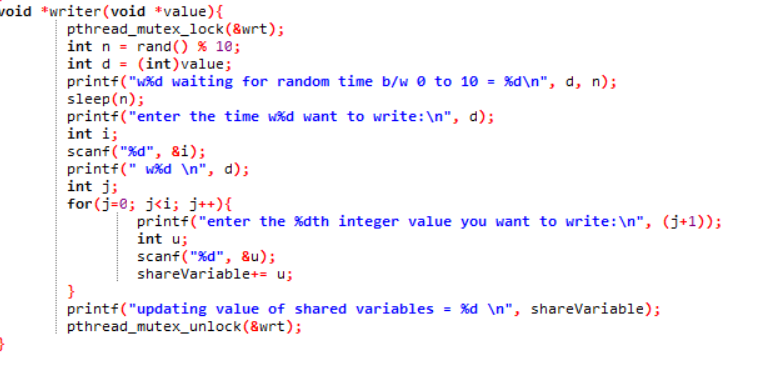 void *writer(void *value){
pthread_mutex_lock(&wrt);
int n = rand() % 10;
int d = (int)value;
printf("w%d waiting for random time b/w 0 to 10 = %d\n", d, n);
sleep(n);
printf("enter the time w%d want to write:\n", d);
int i;
scanf("%d", &i);
printf(" w%d \n", d);
int j;
for(j=0; j<i; j++){
printf("enter the %dth integer value you want to write:\n", (j+1));
int u;
scanf("%d", &u);
shareVariable+= u;
}
printf("updating value of shared variables = %d \n", shareVariable);
pthread_mutex_unlock(&wrt);
}